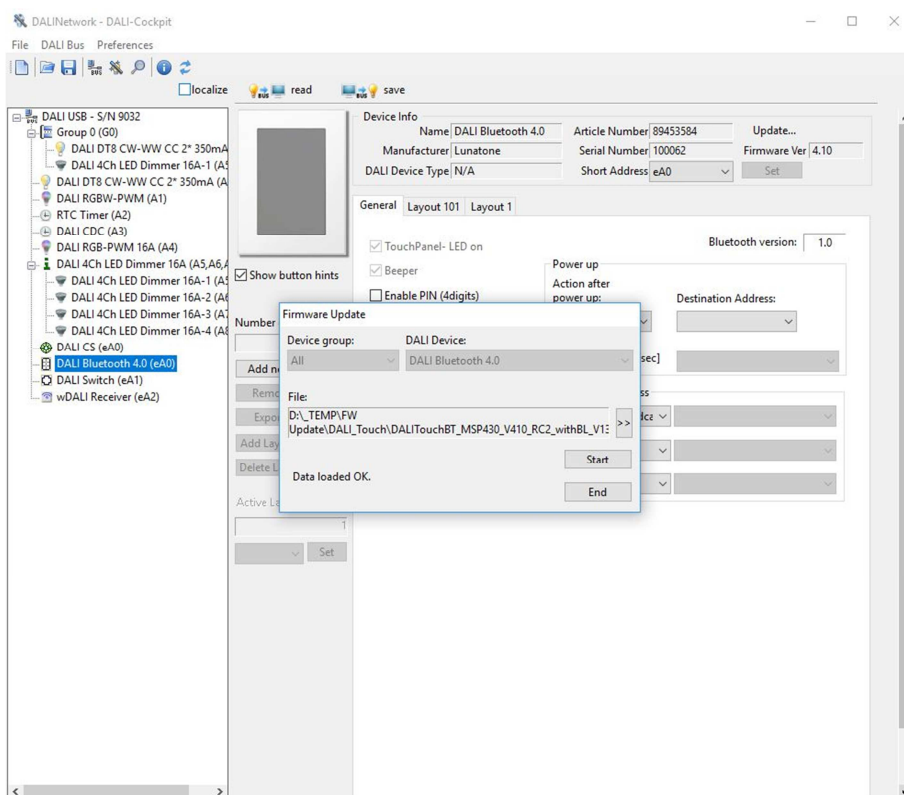 DALINetwork - DALI-Cockpit
File DALI Bus Preferences
localize read save
DALI USB - S/N 9032
Group 0 (G0)
DALI DT8 CW-WW CC 2* 350mA
DALI 4Ch LED Dimmer 16A-1 (A5
DALI DT8 CW-WW CC 2* 350mA (A
DALI RGBW-PWM (A1)
RTC Timer (A2)
DALI CDC (A3)
DALI RGB-PWM 16A (A4)
DALI 4Ch LED Dimmer 16A (A5,A6,A
DALI 4Ch LED Dimmer 16A-1 (A5
DALI 4Ch LED Dimmer 16A-2 (A6
DALI 4Ch LED Dimmer 16A-3 (A7
DALI 4Ch LED Dimmer 16A-4 (A8
DALI CS (eA0)
DALI Bluetooth 4.0 (eA0)
DALI Switch (eA1)
wDALI Receiver (eA2)
Show button hints
Number
Add n
Remo
Expo
Add Lay
Delete L
Active La
1
Set
Device Info
Name DALI Bluetooth 4.0 Article Number 89453584 Update...
Manufacturer Lunatone Serial Number 100062 Firmware Ver 4.10
DALI Device Type N/A Short Address eA0 Set
General Layout 101 Layout 1
TouchPanel- LED on Bluetooth version: 1.0
Beeper
Enable PIN (4digits)
Power up
Action after
power up: Destination Address:
sec]
ss
dca
Firmware Update
Device group: DALI Device:
All DALI Bluetooth 4.0
File:
D:\_TEMP\FW
Update\DALI_Touch\DALITouchBT_MSP430_V410_RC2_withBL_V13 >>
Start
Data loaded OK.
End